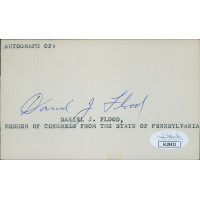 AUTOGRAPH OF:
Daniel J. Flood
DANIEL J. FLOOD,
MEMBER OF CONGRESS FROM THE STATE OF PENNSYLVANIA